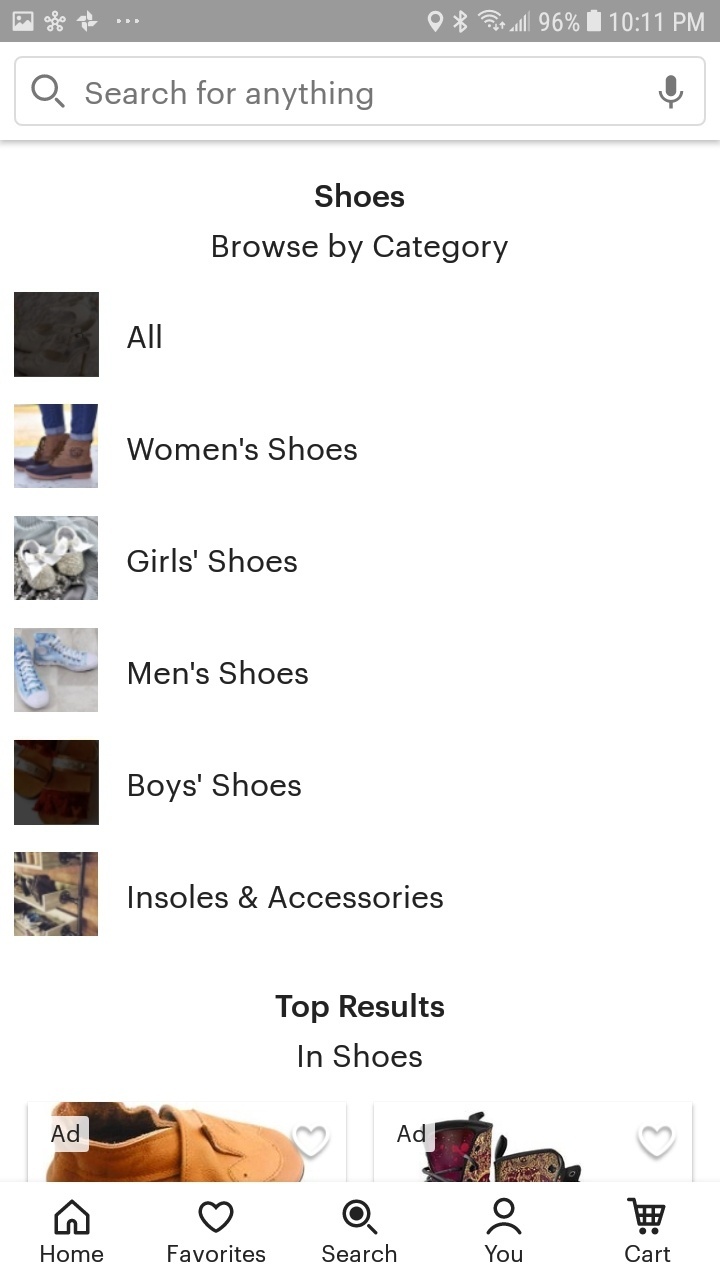 96% 10:11 PM
Search for anything
Shoes
Browse by Category
All
Women's Shoes
Girls' Shoes
Men's Shoes
Boys' Shoes
Insoles & Accessories
Top Results
In Shoes
Ad Ad
Home Favorites Search You Cart